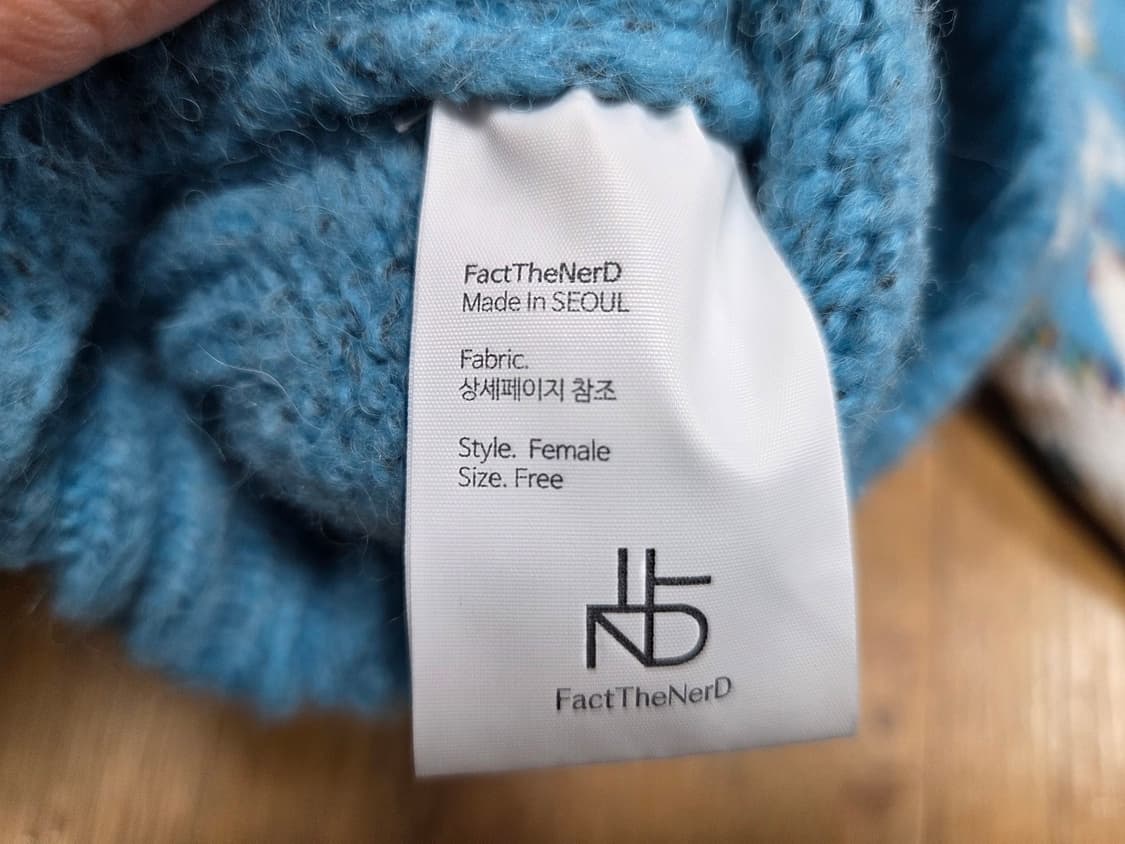 FactTheNerD
Made In SEOUL
Fabric.
상세페이지 참조
Style. Female
Size. Free
FactTheNerD